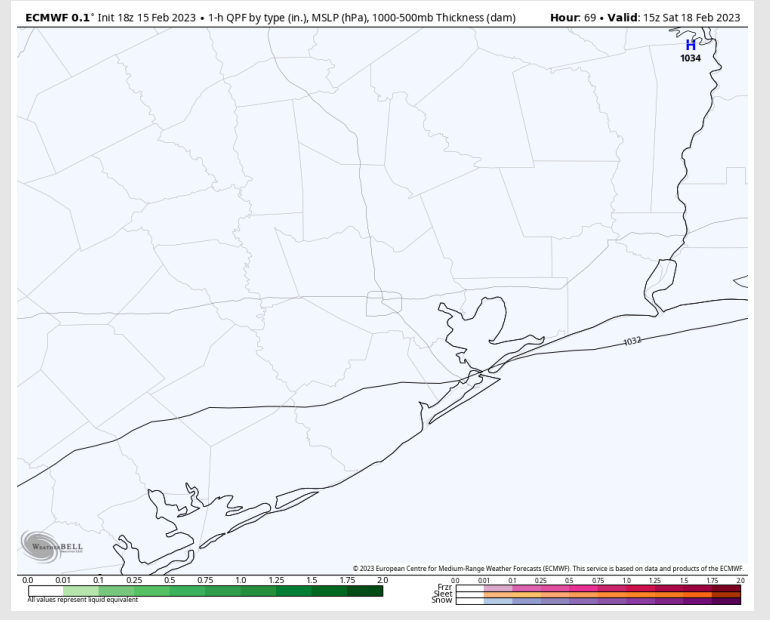 ECMWF 0.1° Init 18z 15 Feb 2023 • 1-h QPF by type (in.), MSLP (hPa), 1000-500mb Thickness (dam) Hour: 69 • Valid: 15z Sat 18 Feb 2023
H
1034
1032
WeatherBELL
© 2023 European Centre for Medium-Range Weather Forecasts (ECMWF). This service is based on data and products of the ECMWF.
0.0 0.01 0.1 0.25 0.5 0.75 1.0 1.25 1.5 1.75 2.0
All values represent liquid equivalent
0.0 0.01 0.1 0.25 0.5 0.75 1.0 1.25 1.5 1.75 2.0
Frzr
Sleet
Snow